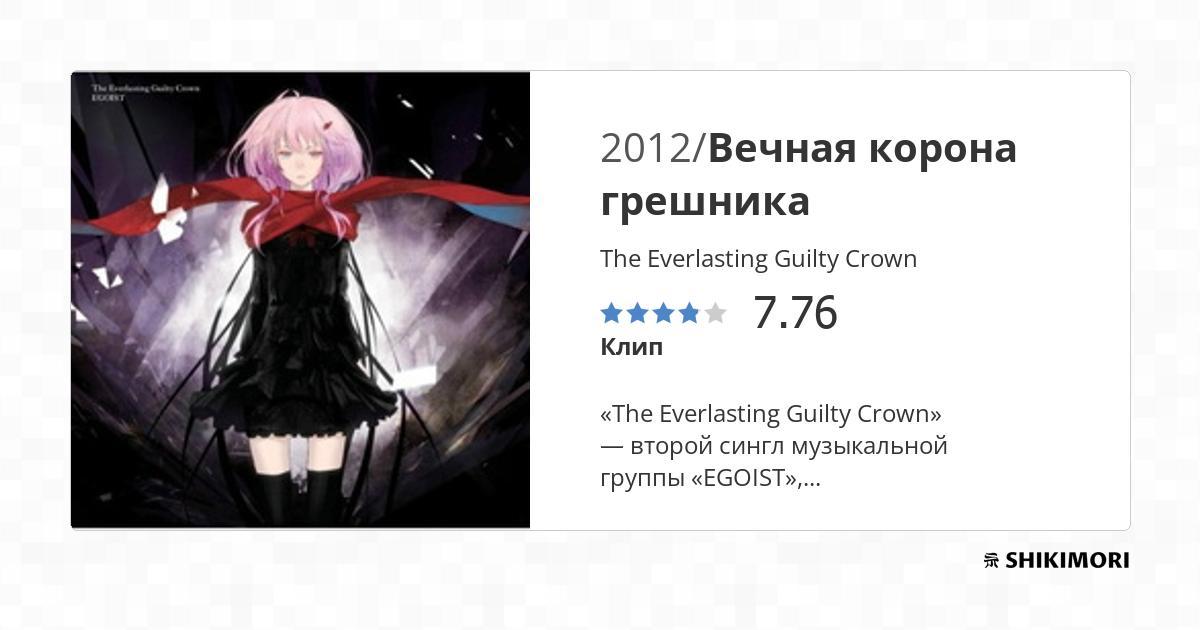 The Everlasting Guilty Crown
EGOIST
2012/Вечная корона
грешника
The Everlasting Guilty Crown
7.76
Клип
«The Everlasting Guilty Crown»
— второй сингл музыкальной
группы «EGOIST»,...
SHIKIMORI